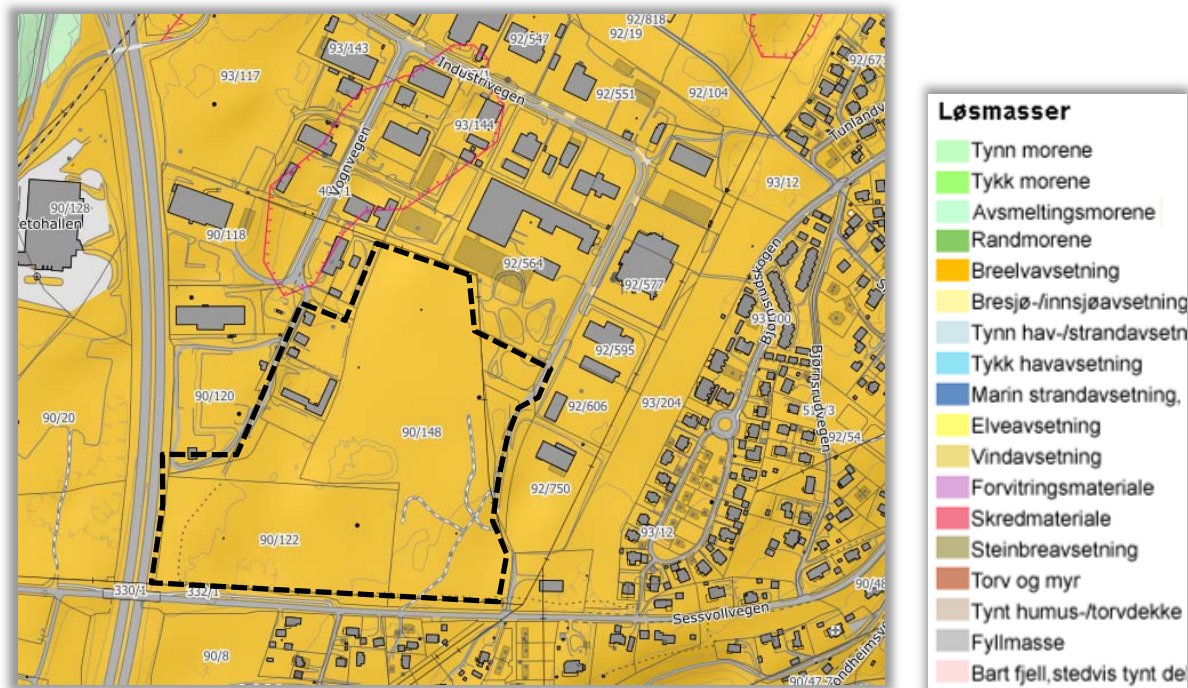 92/818
92/19
92/547
93/143
92/67
93/117
Industrivegen
92/551
92/104
93/144
Tunlandv
Vognvegen
93/12
90/128
etohallen
90/118
92/564
92/577
Bjørnsrudskogen
92/595
Bjørnsrudvegen
90/120
92/606
93/204
90/20
90/148
92/54
92/750
93/12
90/122
330/1
332/1
Sessvollvegen
90/8
90/47
Løsmasser
Tynn morene
Tykk morene
Avsmeltingsmorene
Randmorene
Breelvavsetning
Bresjø-/innsjøavsetning
Tynn hav-/strandavsetn
Tykk havavsetning
Marin strandavsetning,
Elveavsetning
Vindavsetning
Forvitringsmateriale
Skredmateriale
Steinbreavsetning
Torv og myr
Tynt humus-/torvdekke
Fyllmasse
Bart fjell,stedvis tynt de